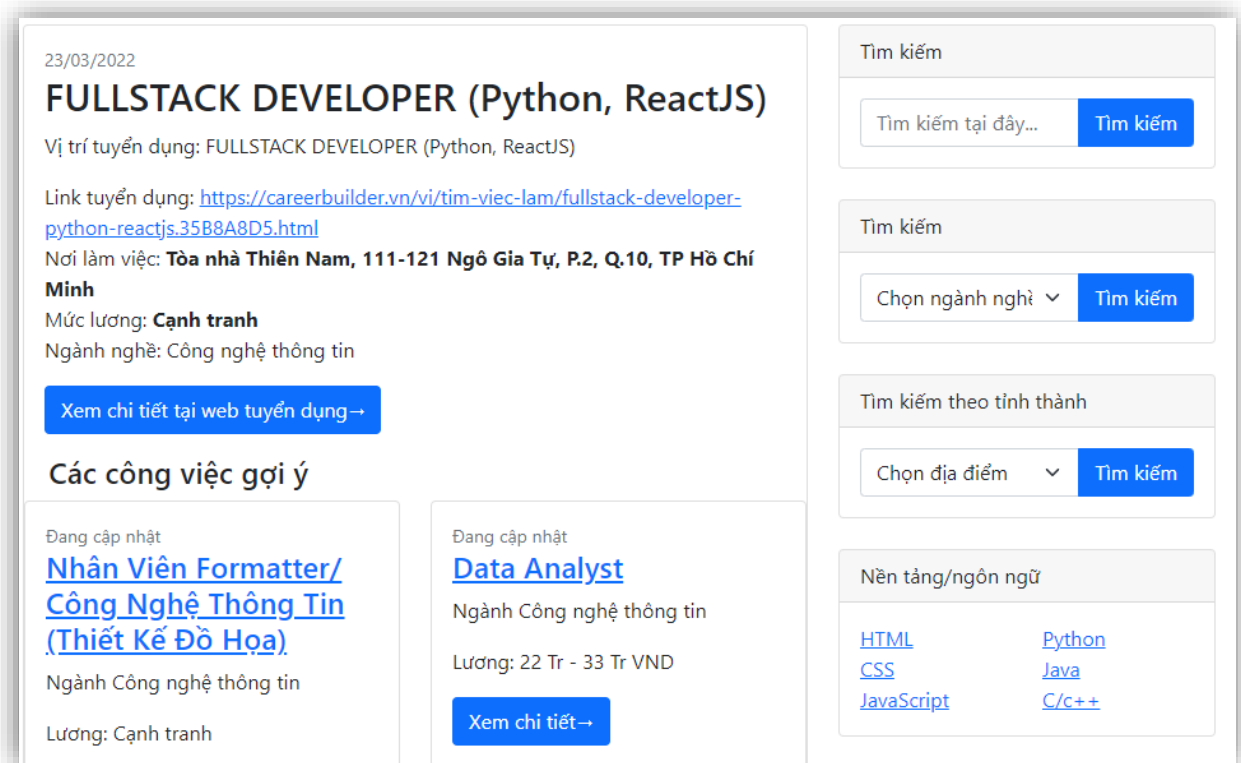 23/03/2022
FULLSTACK DEVELOPER (Python, ReactJS)
Vị trí tuyển dụng: FULLSTACK DEVELOPER (Python, ReactJS)
Link tuyển dụng: https://careerbuilder.vn/vi/tim-viec-lam/fullstack-developer-
python-reactjs.35B8A8D5.html
Nơi làm việc: Tòa nhà Thiên Nam, 111-121 Ngô Gia Tự, P.2, Q.10, TP Hồ Chí
Minh
Mức lương: Cạnh tranh
Ngành nghề: Công nghệ thông tin
Xem chi tiết tại web tuyển dụng→
Các công việc gợi ý
Đang cập nhật
Nhân Viên Formatter/
Công Nghệ Thông Tin
(Thiết Kế Đồ Họa)
Ngành Công nghệ thông tin
Lương: Cạnh tranh
Đang cập nhật
Data Analyst
Ngành Công nghệ thông tin
Lương: 22 Tr - 33 Tr VND
Xem chi tiết→
Tìm kiếm
Tìm kiếm tại đây... Tìm kiếm
Tìm kiếm
Chọn ngành nghề Tìm kiếm
Tìm kiếm theo tỉnh thành
Chọn địa điểm Tìm kiếm
Nền tảng/ngôn ngữ
HTML Python
CSS Java
JavaScript C/c++